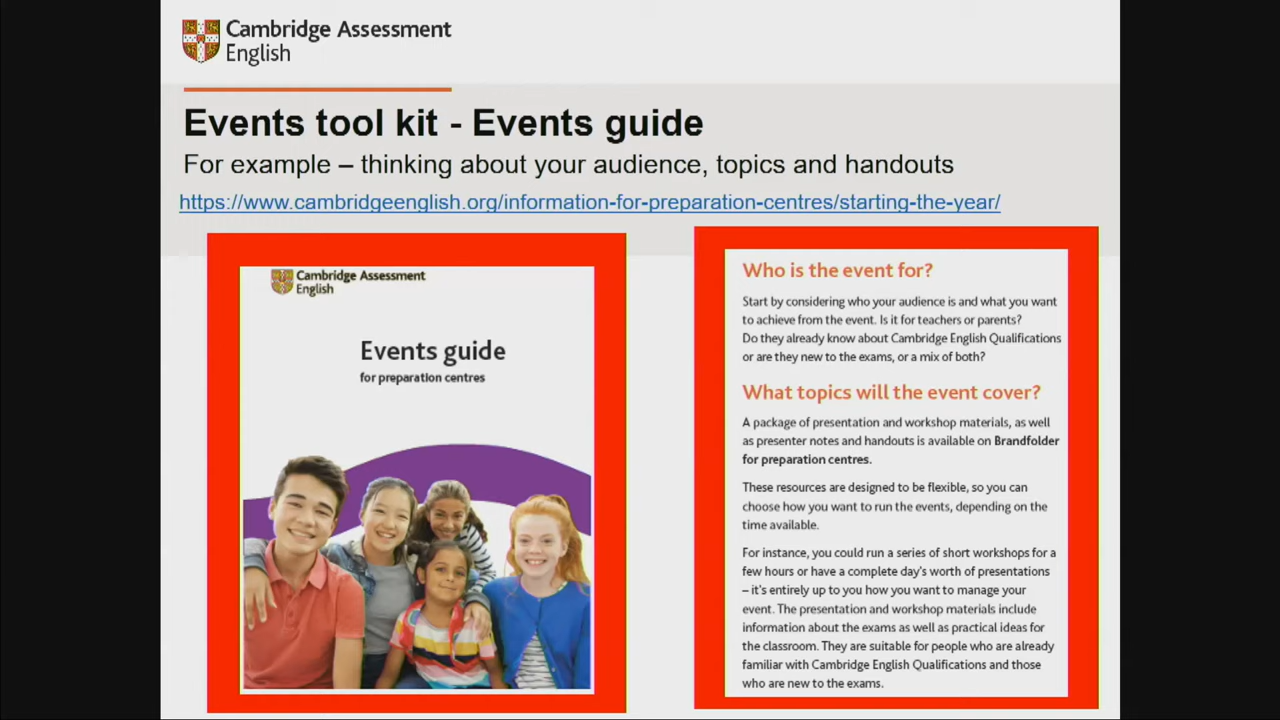 Cambridge Assessment
English
Events tool kit - Events guide
For example – thinking about your audience, topics and handouts
https://www.cambridgeenglish.org/information-for-preparation-centres/starting-the-year/
Cambridge Assessment
English
Events guide
for preparation centres
Who is the event for?
Start by considering who your audience is and what you want
to achieve from the event. Is it for teachers or parents?
Do they already know about Cambridge English Qualifications
or are they new to the exams, or a mix of both?
What topics will the event cover?
A package of presentation and workshop materials, as well
as presenter notes and handouts is available on Brandfolder
for preparation centres.
These resources are designed to be flexible, so you can
choose how you want to run the events, depending on the
time available.
For instance, you could run a series of short workshops for a
few hours or have a complete day's worth of presentations
– it's entirely up to you how you want to manage your
event. The presentation and workshop materials include
information about the exams as well as practical ideas for
the classroom. They are suitable for people who are already
familiar with Cambridge English Qualifications and those
who are new to the exams.